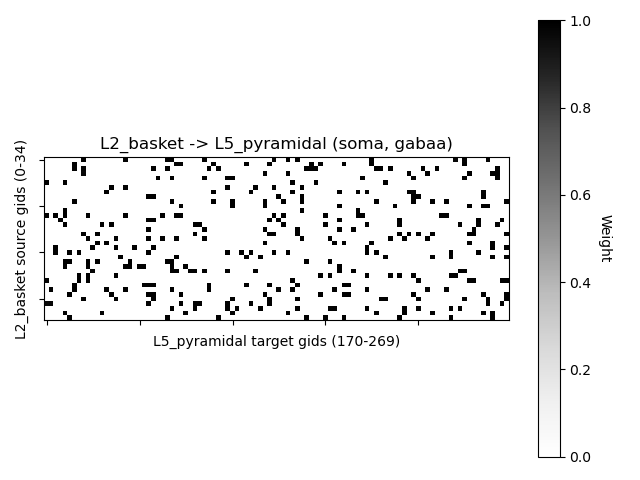 L2_basket -> L5_pyramidal (soma, gabaa)
L2_basket source gids (0-34)
L5_pyramidal target gids (170-269)
1.0
0.8
0.6
0.4
0.2
0.0
Weight